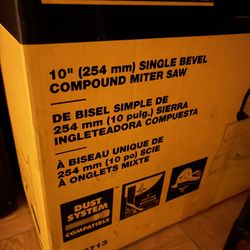 10" (254 mm) SINGLE BEVEL
COMPOUND MITER SAW
DE BISEL SIMPLE DE
254 mm (10 pulg.) SIERRA
INGLETEADORA COMPUESTA
À BISEAU UNIQUE DE
254 mm (10 po) SCIE
À ONGLETS MIXTE
DUST
SYSTEM
COMPATIBLE